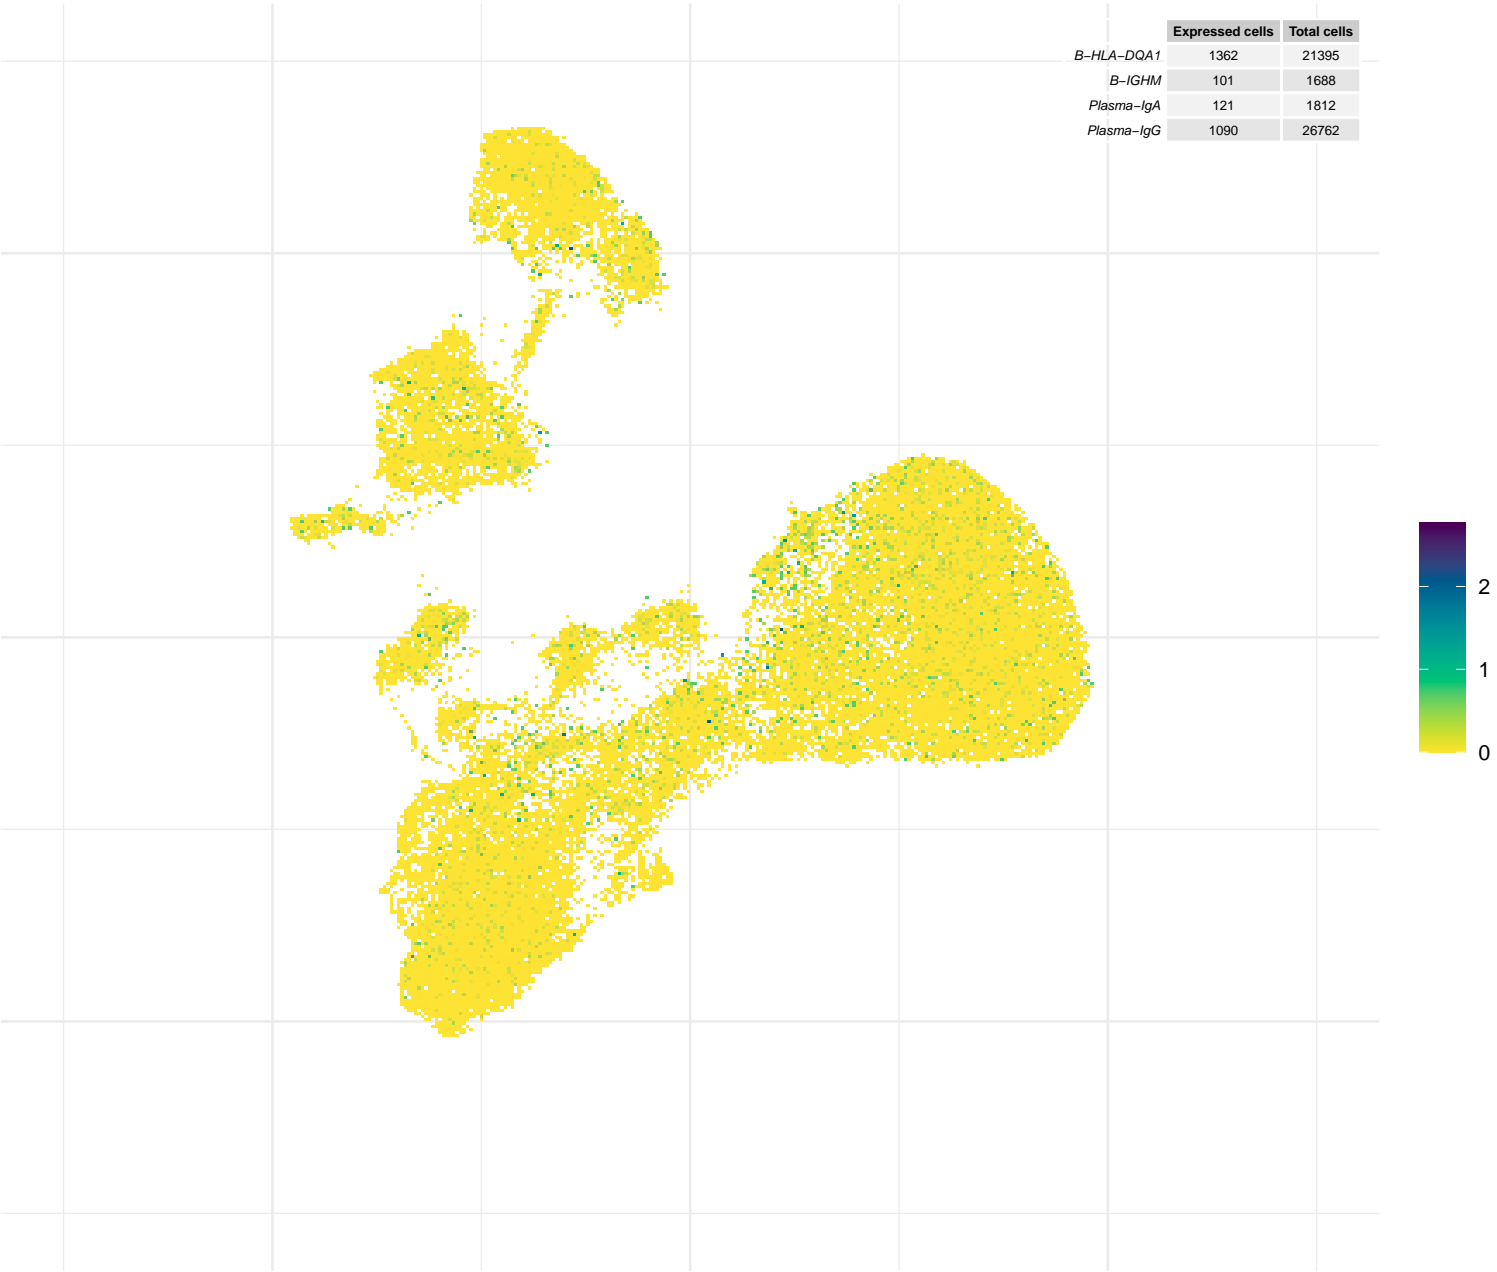 Expressed cells Total cells
B−HLA−DQA1 1362 21395
B−IGHM 101 1688
Plasma−IgA 121 1812
Plasma−IgG 1090 26762
2
1
0